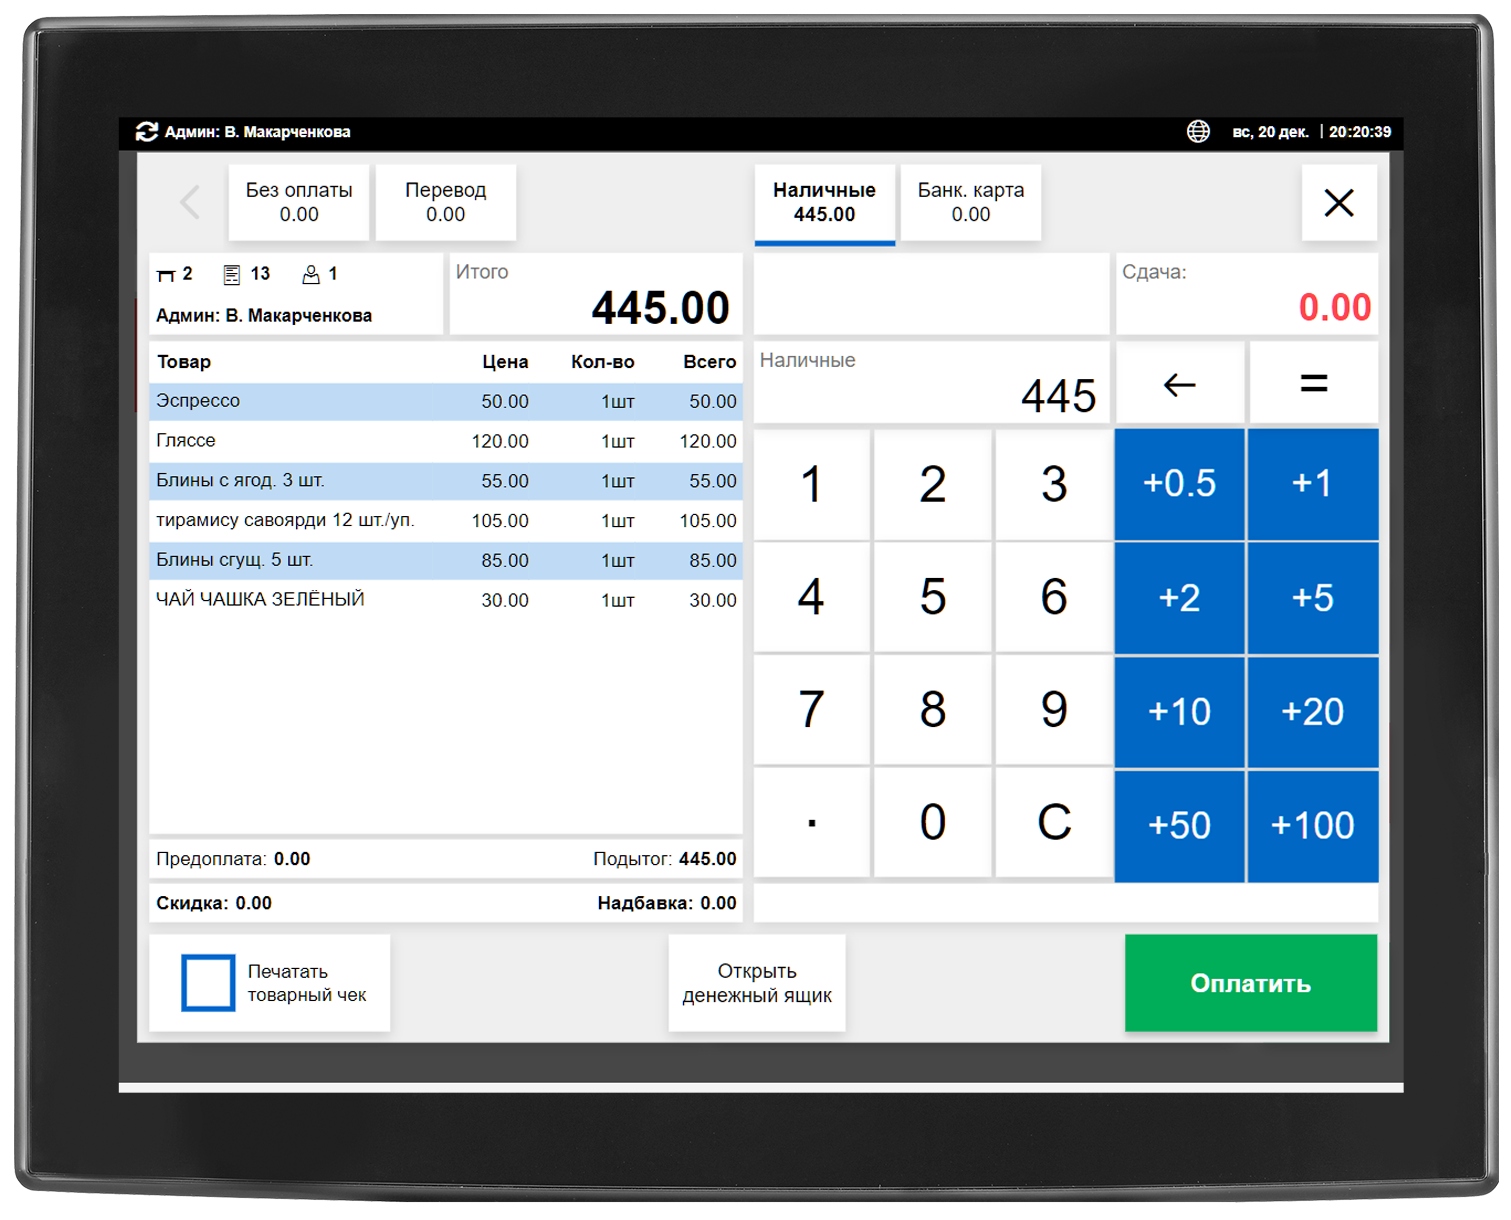 Админ: В. Макарченкова
вс, 20 дек. | 20:20:39
Без оплаты
0.00
Перевод
0.00
Наличные
445.00
Банк. карта
0.00
2 13 1
Админ: В. Макарченкова
Итого
445.00
Сдача:
0.00
Товар Цена Кол-во Всего
Эспрессо 50.00 1шт 50.00
Гляссе 120.00 1шт 120.00
Блины с ягод. 3 шт. 55.00 1шт 55.00
тирамису савоярди 12 шт./уп. 105.00 1шт 105.00
Блины сгущ. 5 шт. 85.00 1шт 85.00
ЧАЙ ЧАШКА ЗЕЛЁНЫЙ 30.00 1шт 30.00
Предоплата: 0.00 Подытог: 445.00
Скидка: 0.00 Надбавка: 0.00
Наличные
445
← =
1 2 3 +0.5 +1
4 5 6 +2 +5
7 8 9 +10 +20
. 0 C +50 +100
Печатать
товарный чек
Открыть
денежный ящик
Оплатить